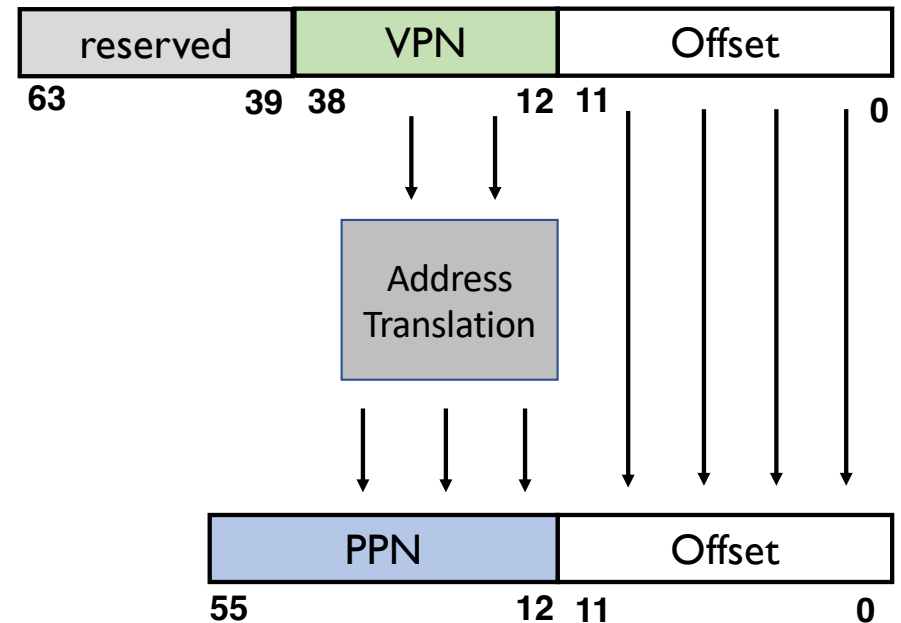 reserved VPN Offset
63 39 38 12 11 0
Address
Translation
PPN Offset
55 12 11 0